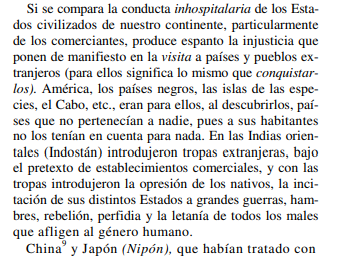 Si se compara la conducta inhospitalaria de los Esta-
dos civilizados de nuestro continente, particularmente
de los comerciantes, produce espanto la injusticia que
ponen de manifiesto en la visita a países y pueblos ex-
tranjeros (para ellos significa lo mismo que conquistar-
los). América, los países negros, las islas de las espe-
cies, el Cabo, etc., eran para ellos, al descubrirlos, paí-
ses que no pertenecían a nadie, pues a sus habitantes
no los tenían en cuenta para nada. En las Indias orien-
tales (Indostán) introdujeron tropas extranjeras, bajo
el pretexto de establecimientos comerciales, y con las
tropas introdujeron la opresión de los nativos, la inci-
tación de sus distintos Estados a grandes guerras, ham-
bres, rebelión, perfidia y la letanía de todos los males
que afligen al género humano.
China⁹ y Japón (Nipón), que habían tratado con